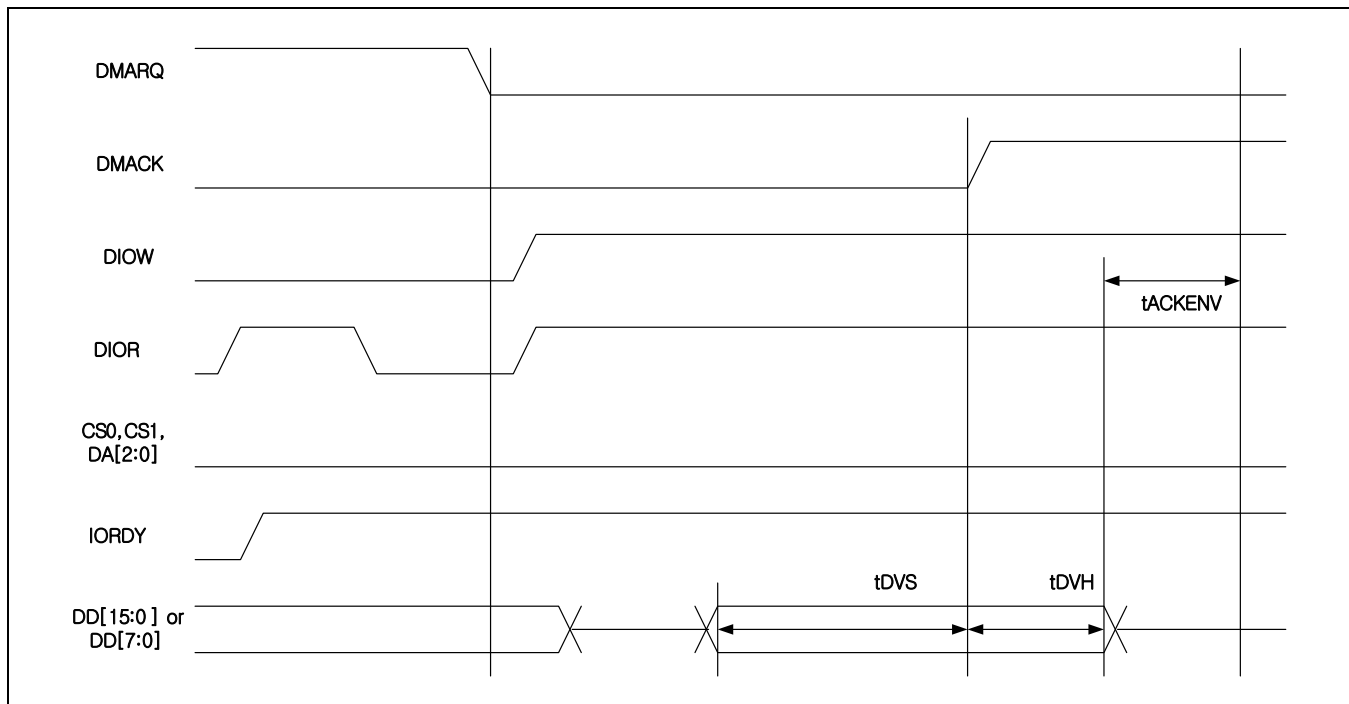 DMARQ
DMACK
DIOW
tACKENV
DIOR
CS0,CS1,
DA[2:0]
IORDY
tDVS
tDVH
DD[15:0 ] or
DD[7:0]